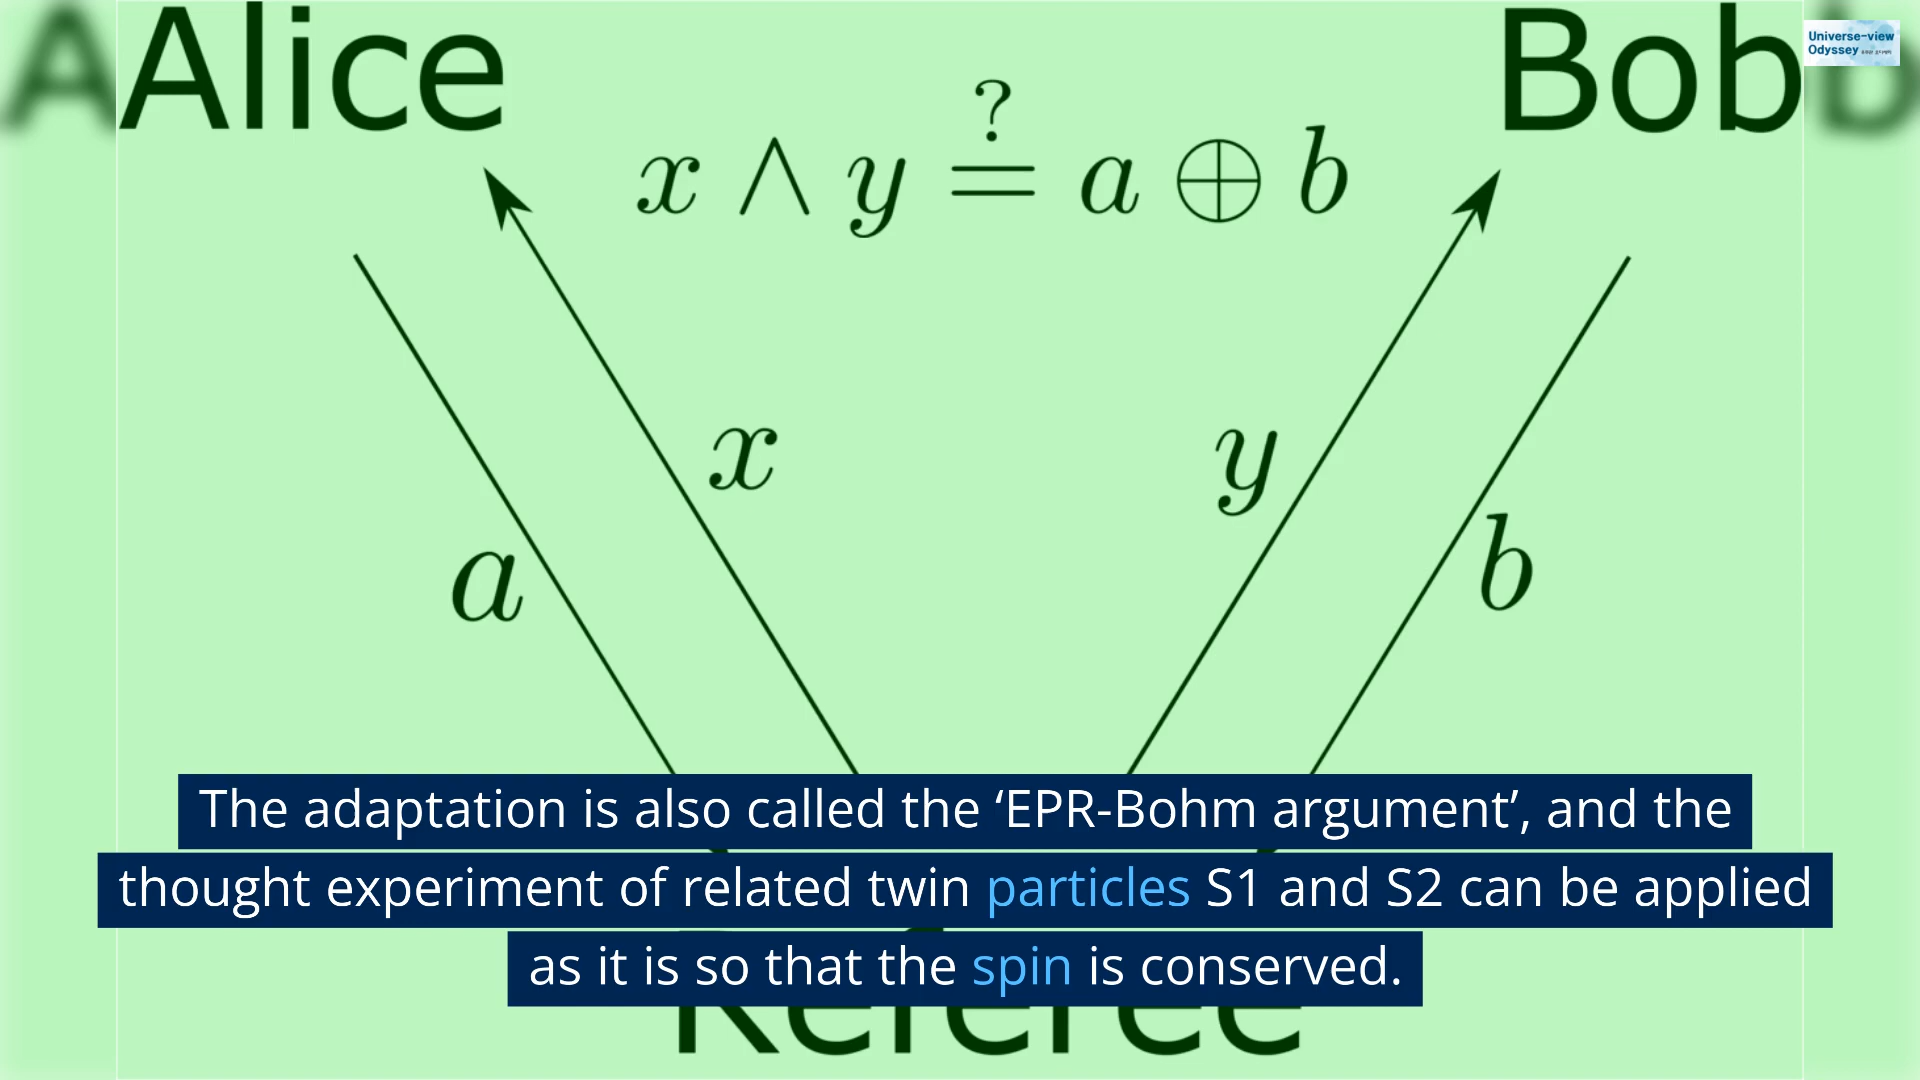 Alice
Bob
Universe-view
Odyssey
x ∧ y ≟ a ⊕ b
x
y
a
b
The adaptation is also called the ‘EPR-Bohm argument’, and the
thought experiment of related twin particles S1 and S2 can be applied
as it is so that the spin is conserved.
Referee